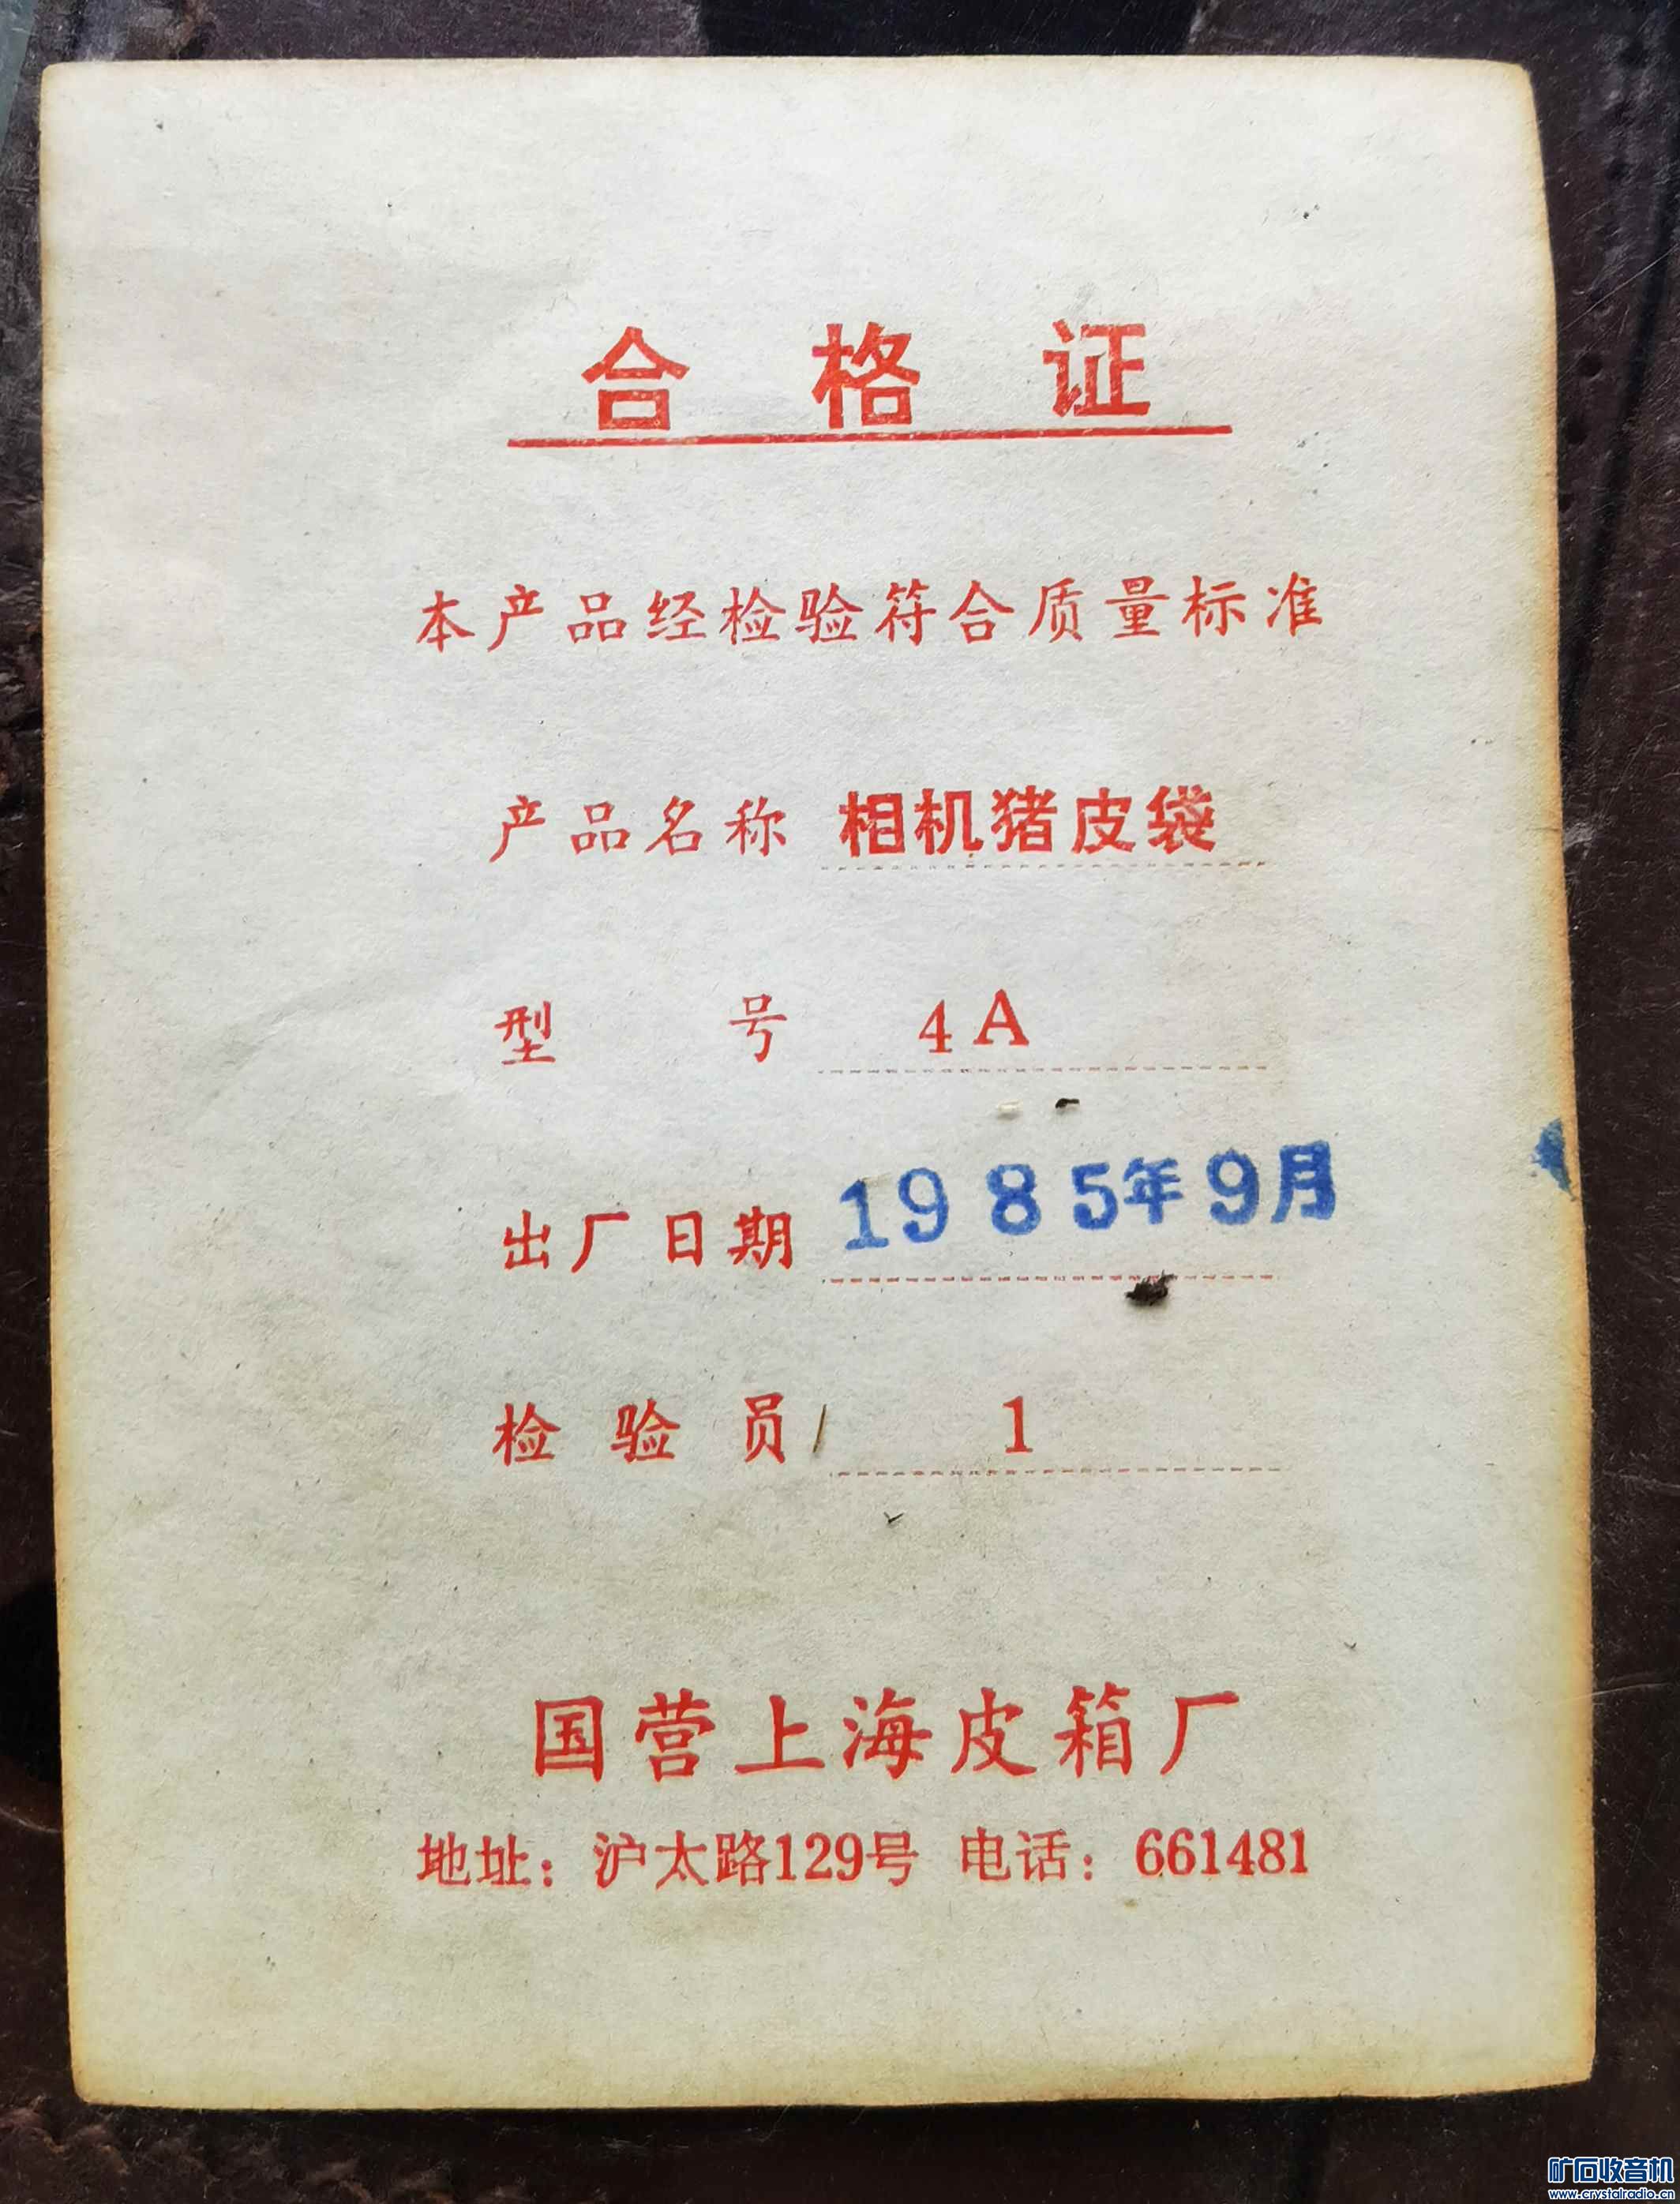 合格证
本产品经检验符合质量标准
产品名称 相机猪皮袋
型号 4A
出厂日期 1985年9月
检验员 1
国营上海皮箱厂
地址：沪太路129号 电话：661481
矿石收音机
www.crystalradio.cn